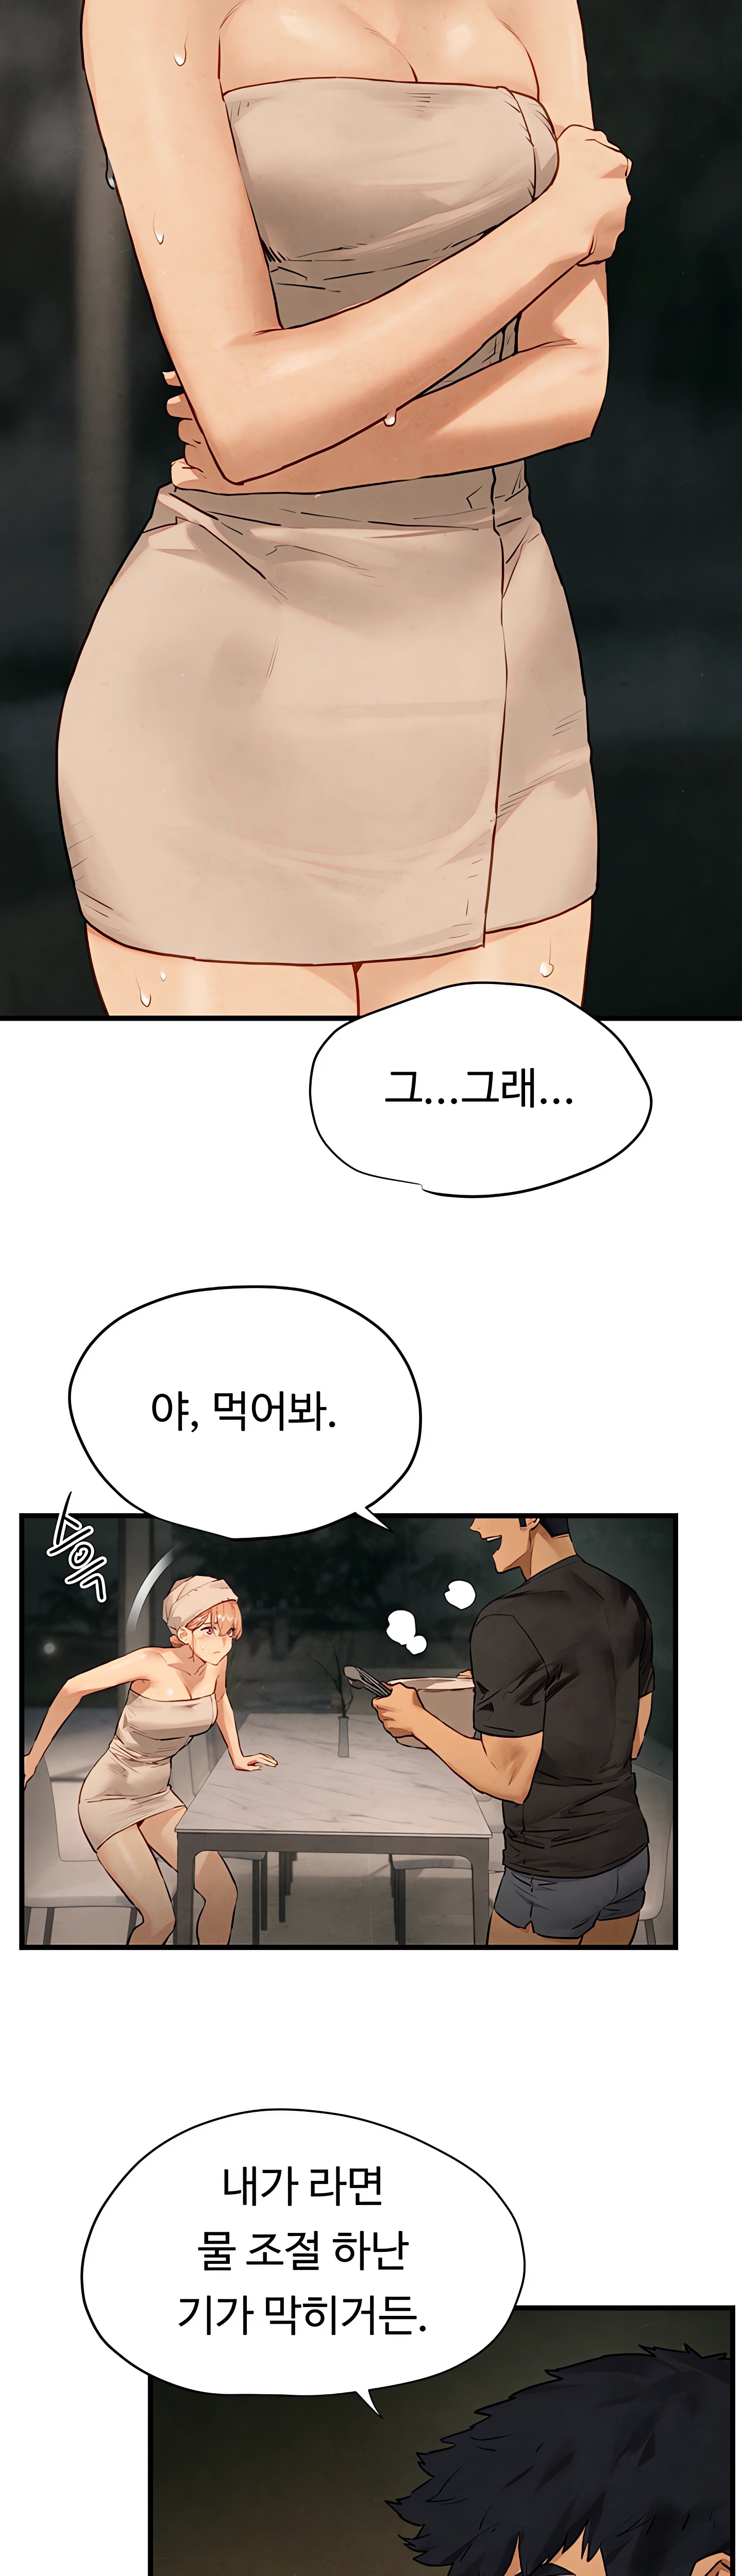 그...그래...
야, 먹어봐.
스윽
내가 라면
물 조절 하난
기가 막히거든.